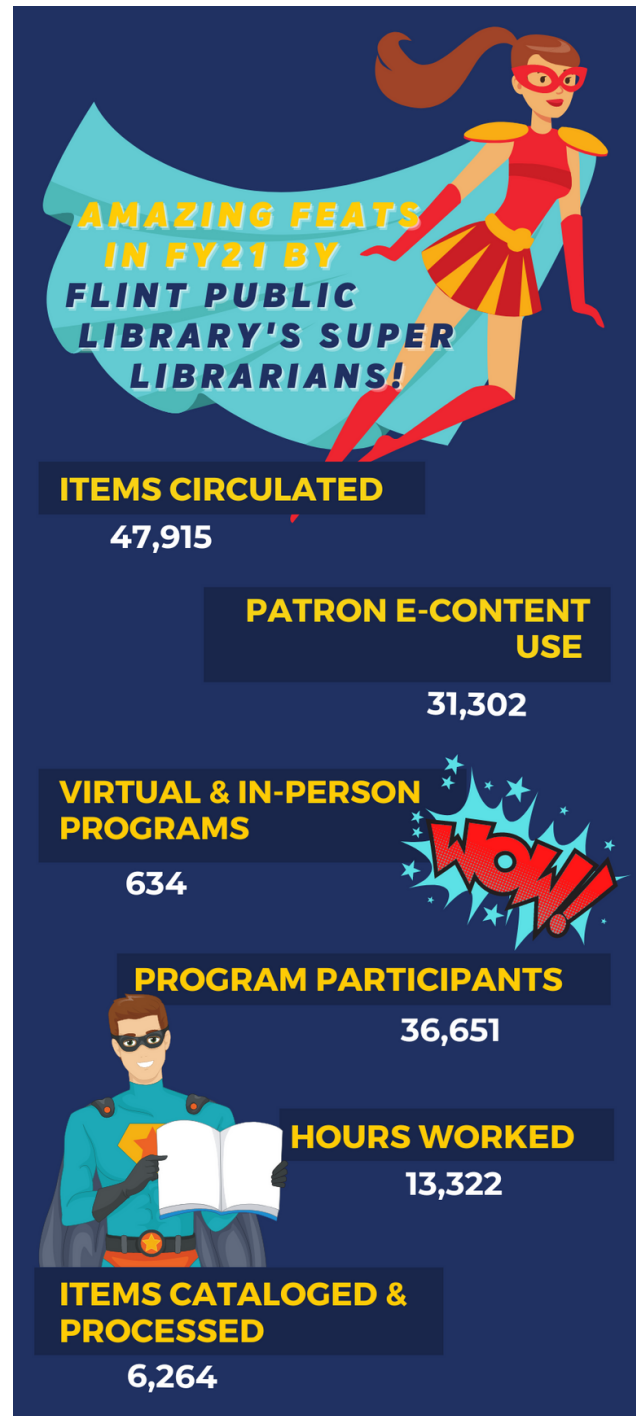 AMAZING FEATS
IN FY21 BY
FLINT PUBLIC
LIBRARY'S SUPER
LIBRARIANS!
ITEMS CIRCULATED
47,915
PATRON E-CONTENT
USE
31,302
VIRTUAL & IN-PERSON
PROGRAMS
634
WOW!!
PROGRAM PARTICIPANTS
36,651
HOURS WORKED
13,322
ITEMS CATALOGED &
PROCESSED
6,264